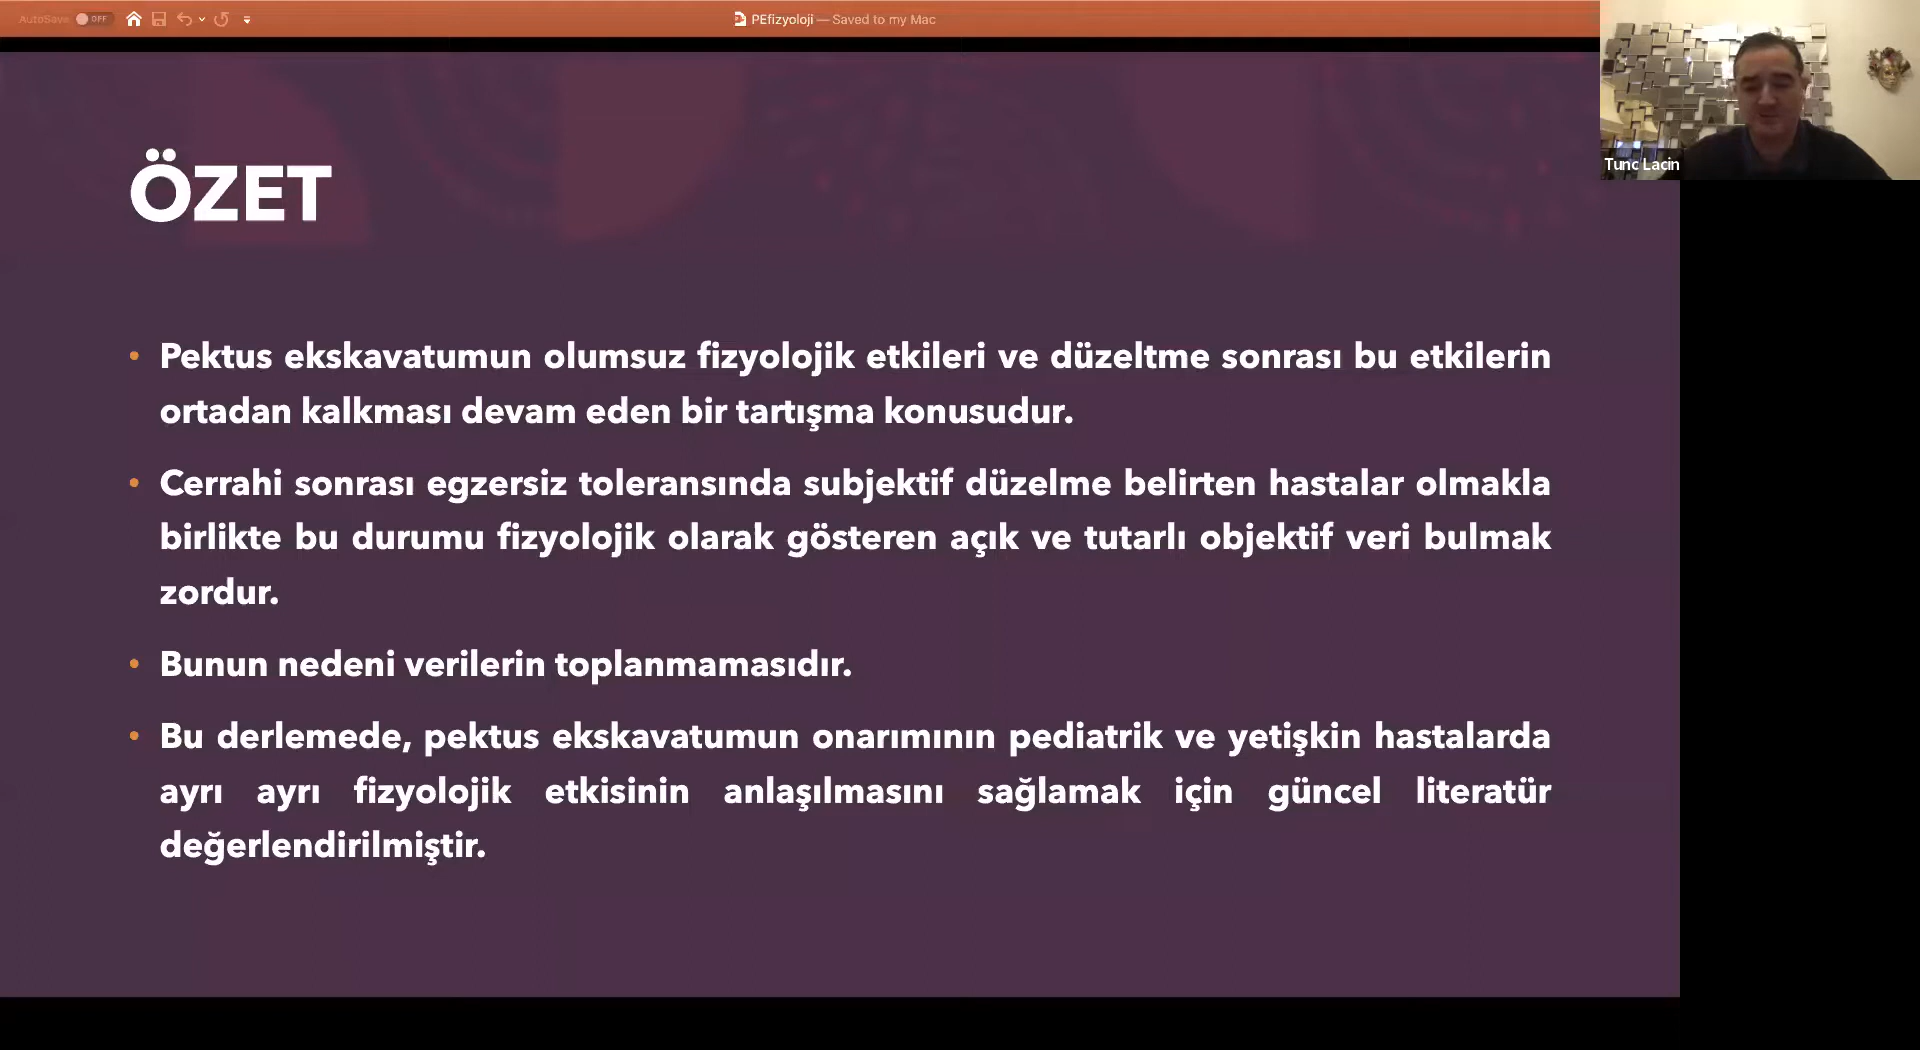 AutoSave OFF
PEfizyoloji — Saved to my Mac
Tunc Lacin
ÖZET
• Pektus ekskavatumun olumsuz fizyolojik etkileri ve düzeltme sonrası bu etkilerin
ortadan kalkması devam eden bir tartışma konusudur.
• Cerrahi sonrası egzersiz toleransında subjektif düzelme belirten hastalar olmakla
birlikte bu durumu fizyolojik olarak gösteren açık ve tutarlı objektif veri bulmak
zordur.
• Bunun nedeni verilerin toplanmamasıdır.
• Bu derlemede, pektus ekskavatumun onarımının pediatrik ve yetişkin hastalarda
ayrı ayrı fizyolojik etkisinin anlaşılmasını sağlamak için güncel literatür
değerlendirilmiştir.